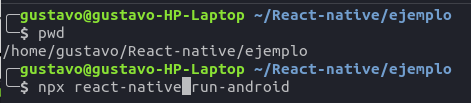 gustavo@gustavo-HP-Laptop ~/React-native/ejemplo
$ pwd
/home/gustavo/React-native/ejemplo
gustavo@gustavo-HP-Laptop ~/React-native/ejemplo
$ npx react-native run-android